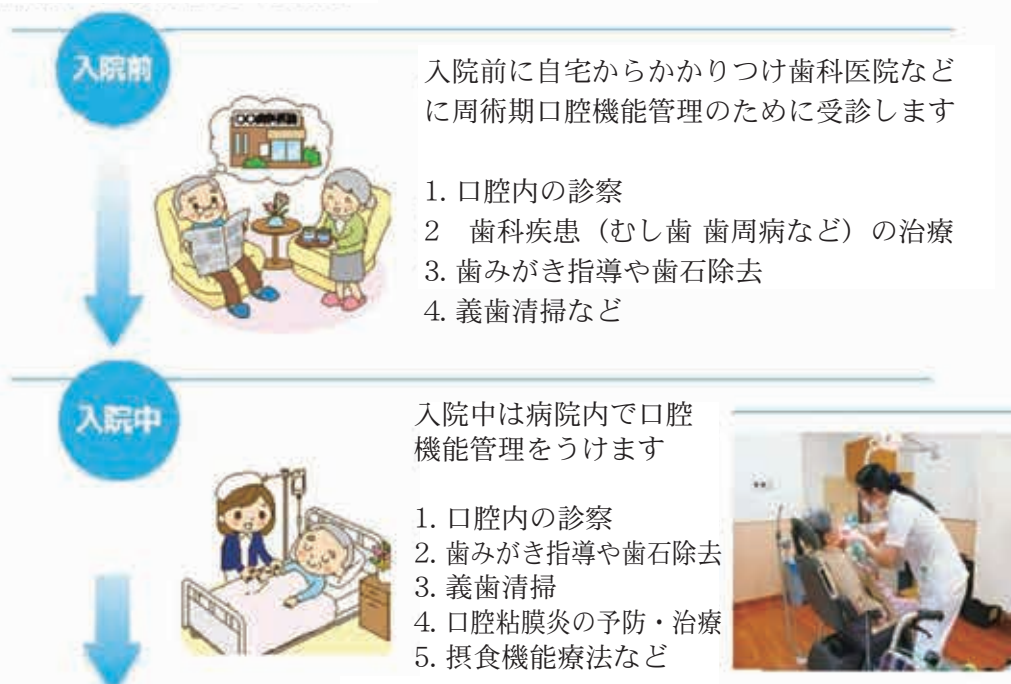 入院前
入院前に自宅からかかりつけ歯科医院など
に周術期口腔機能管理のために受診します
1. 口腔内の診察
2　歯科疾患（むし歯 歯周病など）の治療
3. 歯みがき指導や歯石除去
4. 義歯清掃など
入院中
入院中は病院内で口腔
機能管理をうけます
1. 口腔内の診察
2. 歯みがき指導や歯石除去
3. 義歯清掃
4. 口腔粘膜炎の予防・治療
5. 摂食機能療法など